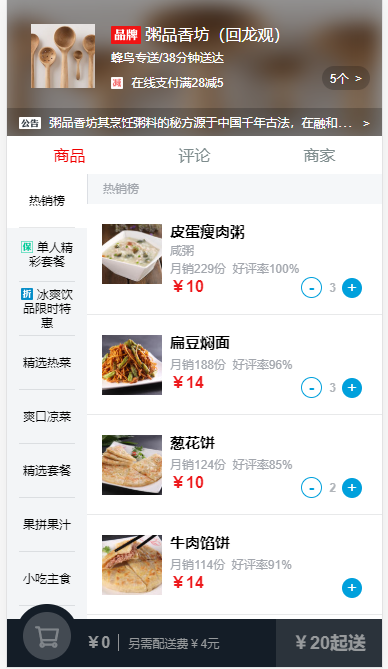 品牌 粥品香坊（回龙观）
蜂鸟专送/38分钟送达
减 在线支付满28减5
5个 >
公告 粥品香坊其烹饪粥料的秘方源于中国千年古法，在融和... >
商品 评论 商家
热销榜
保 单人精
彩套餐
折 冰爽饮
品限时特
惠
精选热菜
爽口凉菜
精选套餐
果拼果汁
小吃主食
热销榜
皮蛋瘦肉粥
咸粥
月销229份 好评率100%
￥10
- 3 +
扁豆焖面
月销188份 好评率96%
￥14
- 3 +
葱花饼
月销124份 好评率85%
￥10
- 2 +
牛肉馅饼
月销114份 好评率91%
￥14
+
￥0 另需配送费￥4元
￥20起送